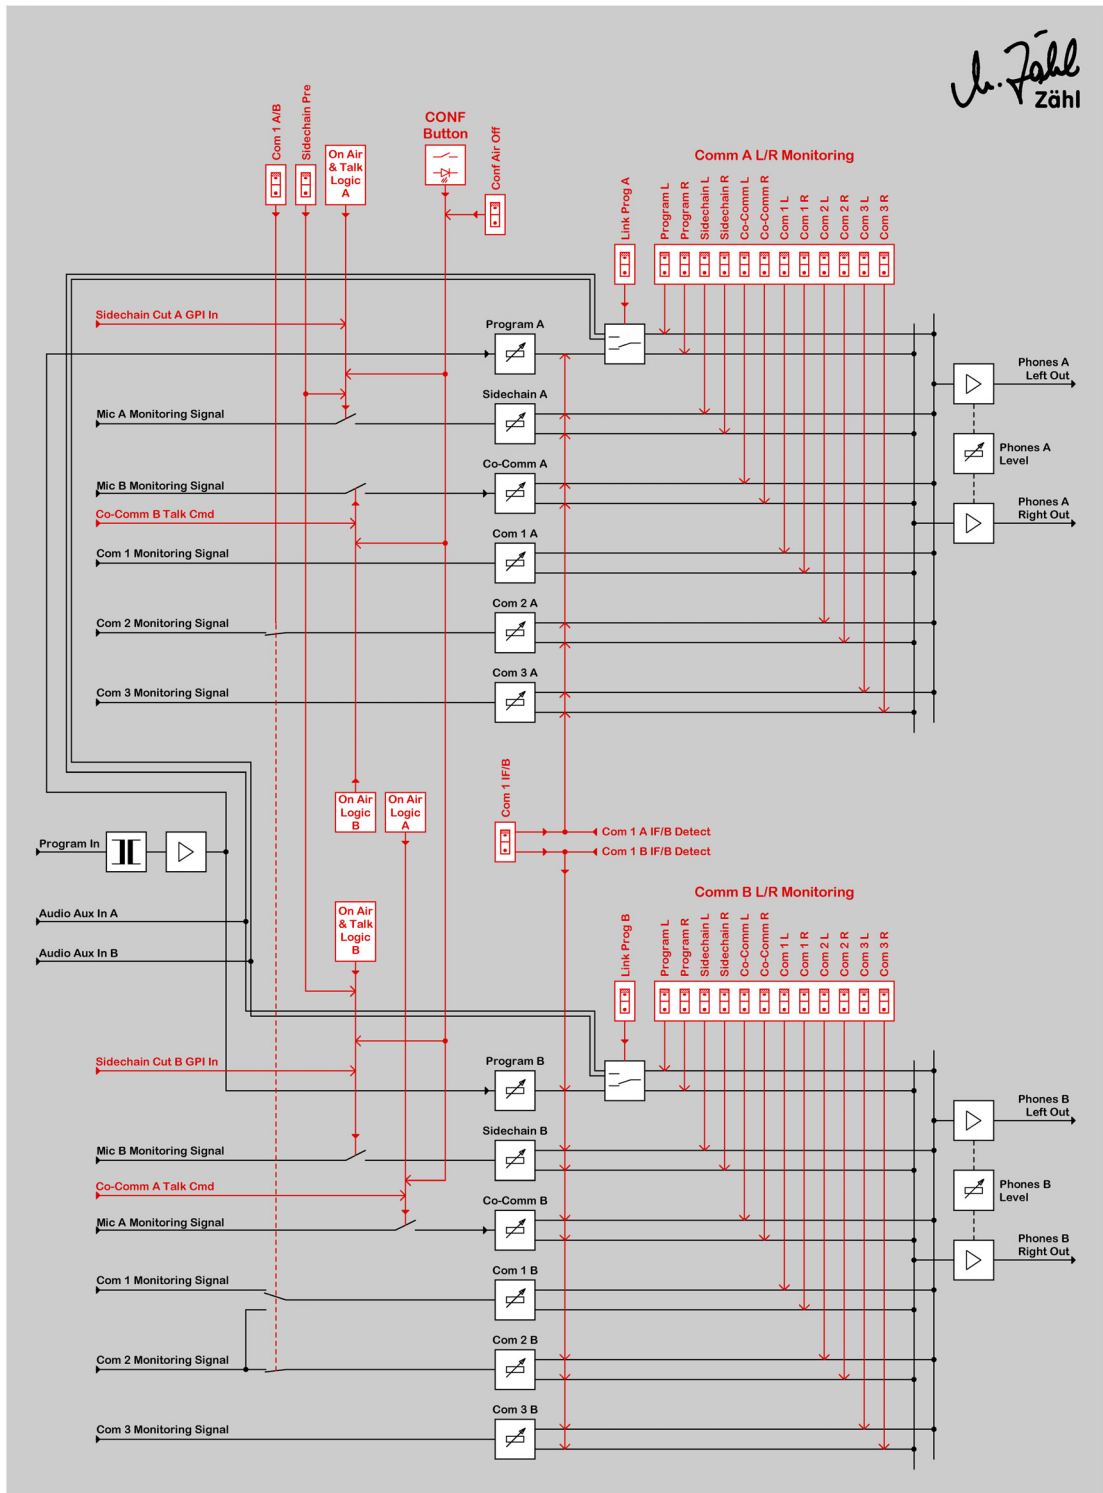 M. Zähl
Zähl
Com 1 A/B
Sidechain Pre
On Air
& Talk
Logic
A
CONF
Button
Conf Air Off
Comm A L/R Monitoring
Link Prog A
Program L
Program R
Sidechain L
Sidechain R
Co-Comm L
Co-Comm R
Com 1 L
Com 1 R
Com 2 L
Com 2 R
Com 3 L
Com 3 R
Sidechain Cut A GPI In
Program A
Phones A
Left Out
Sidechain A
Mic A Monitoring Signal
Phones A
Level
Co-Comm A
Mic B Monitoring Signal
Phones A
Right Out
Co-Comm B Talk Cmd
Com 1 A
Com 1 Monitoring Signal
Com 2 A
Com 2 Monitoring Signal
Com 3 A
Com 3 Monitoring Signal
On Air
Logic
B
On Air
Logic
A
Com 1 IF/B
Com 1 A IF/B Detect
Com 1 B IF/B Detect
Program In
Audio Aux In A
Audio Aux In B
On Air
& Talk
Logic
B
Comm B L/R Monitoring
Link Prog B
Program L
Program R
Sidechain L
Sidechain R
Co-Comm L
Co-Comm R
Com 1 L
Com 1 R
Com 2 L
Com 2 R
Com 3 L
Com 3 R
Sidechain Cut B GPI In
Program B
Phones B
Left Out
Sidechain B
Mic B Monitoring Signal
Co-Comm A Talk Cmd
Phones B
Level
Co-Comm B
Mic A Monitoring Signal
Phones B
Right Out
Com 1 B
Com 1 Monitoring Signal
Com 2 B
Com 2 Monitoring Signal
Com 3 B
Com 3 Monitoring Signal